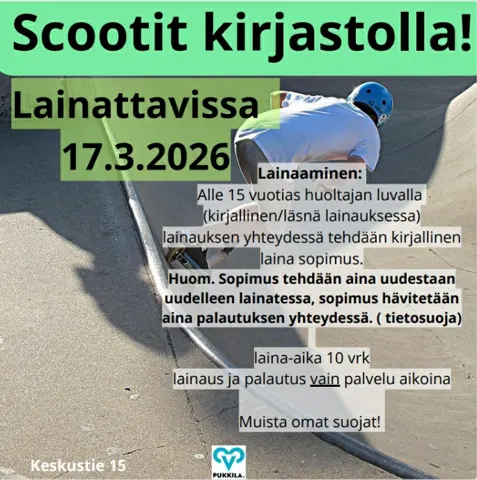 Scootit kirjastolla!
Lainattavissa
17.3.2026
Lainaaminen:
Alle 15 vuotias huoltajan luvalla
(kirjallinen/läsnä lainauksessa)
lainauksen yhteydessä tehdään kirjallinen
laina sopimus.
Huom. Sopimus tehdään aina uudestaan
uudelleen lainatessa, sopimus hävitetään
aina palautuksen yhteydessä. ( tietosuoja)
laina-aika 10 vrk
lainaus ja palautus vain palvelu aikoina
Muista omat suojat!
Keskustie 15
PUKKILA.